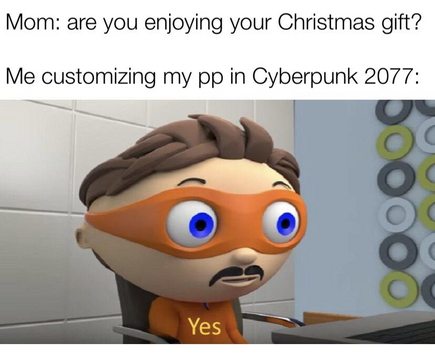 Mom: are you enjoying your Christmas gift?
Me customizing my pp in Cyberpunk 2077:
Yes